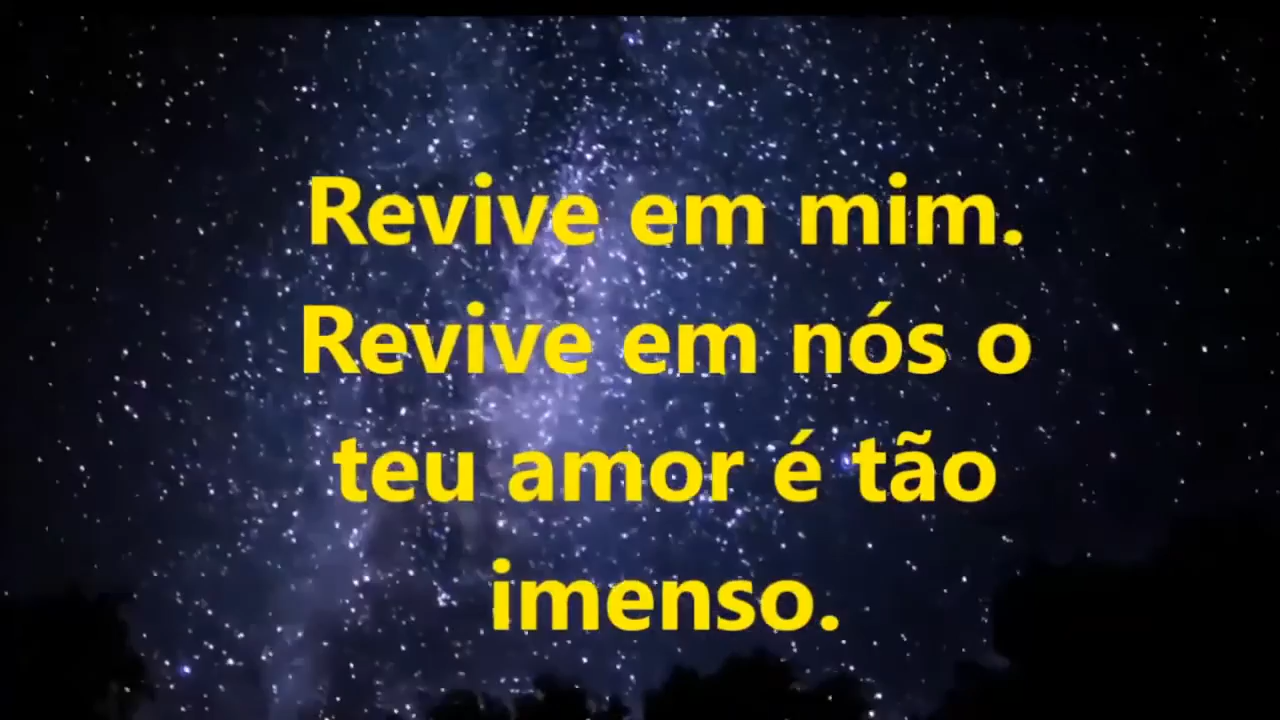 Revive em mim.
Revive em nós o
teu amor é tão
imenso.